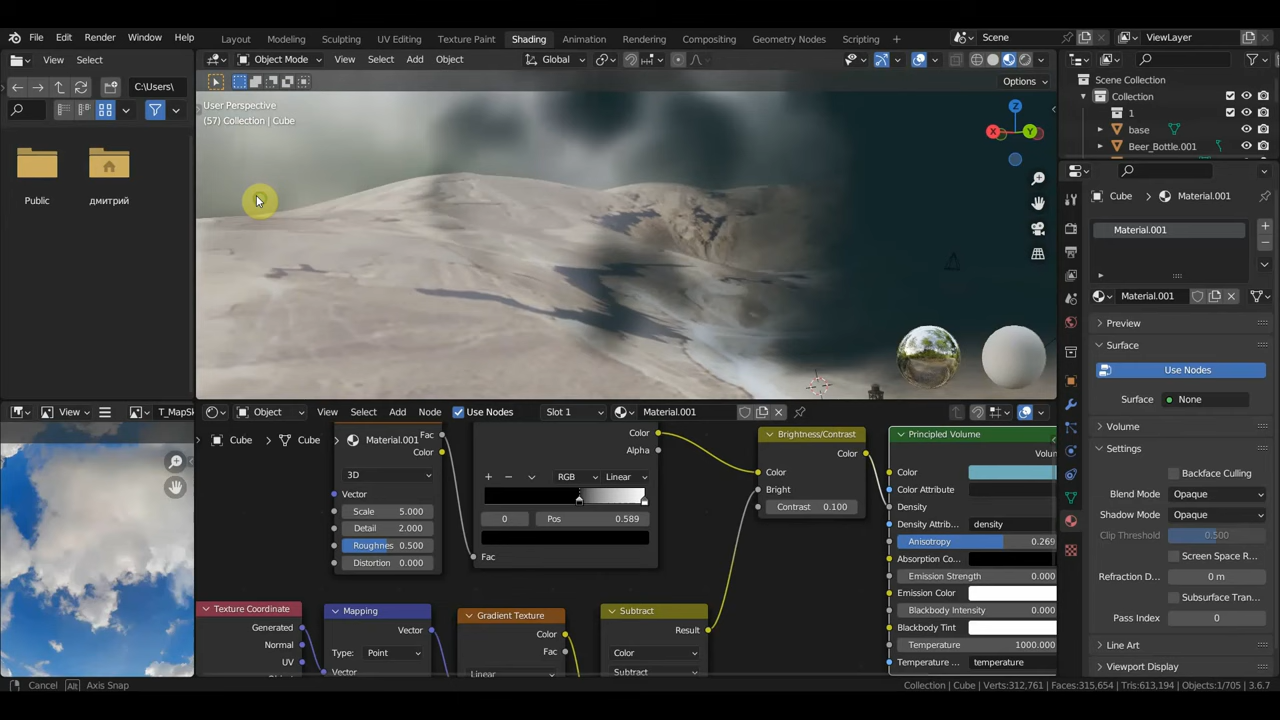 File Edit Render Window Help
Layout Modeling Sculpting UV Editing Texture Paint Shading Animation Rendering Compositing Geometry Nodes Scripting +
Scene
ViewLayer
View Select
Object Mode View Select Add Object
Global
Options
C:\Users\
User Perspective
(57) Collection | Cube
Z
X
Y
Public
дмитрий
Scene Collection
Collection
1
base
Beer_Bottle.001
Cube
Material.001
Material.001
Material.001
Preview
Surface
Use Nodes
Surface
None
Volume
Settings
Backface Culling
Blend Mode Opaque
Shadow Mode Opaque
Clip Threshold 0.500
Screen Space R...
Refraction D... 0 m
Subsurface Tran...
Pass Index 0
Line Art
Viewport Display
View
T_MapSk
Object View Select Add Node Use Nodes Slot 1 Material.001
Cube
Cube
Material.001
Fac
Color
3D
Vector
Scale 5.000
Detail 2.000
Roughnes 0.500
Distortion 0.000
Color
Alpha
RGB
Linear
0
Pos 0.589
Fac
Brightness/Contrast
Color
Color
Bright
Contrast 0.100
Principled Volume
Volum
Color
Color Attribute
Density
Density Attrib... density
Anisotropy 0.269
Absorption Co...
Emission Strength 0.000
Emission Color
Blackbody Intensity 0.000
Blackbody Tint
Temperature 1000.000
Temperature ... temperature
Texture Coordinate
Generated
Normal
UV
Mapping
Vector
Type: Point
Vector
Gradient Texture
Color
Fac
Linear
Subtract
Result
Color
Subtract
Cancel Alt Axis Snap
Collection | Cube | Verts:312,761 | Faces:315,654 | Tris:613,194 | Objects:1/705 | 3.6.7